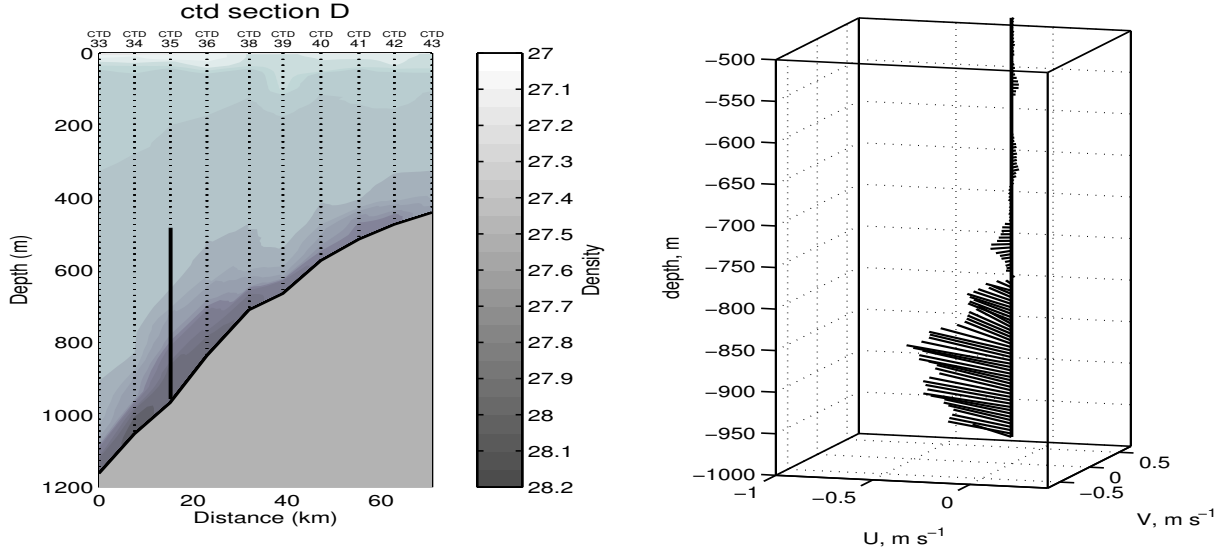 ctd section D
CTD CTD CTD CTD CTD CTD CTD CTD CTD CTD
33 34 35 36 38 39 40 41 42 43
0
200
400
600
800
1000
1200
Depth (m)
0 20 40 60
Distance (km)
27
27.1
27.2
27.3
27.4
27.5
27.6
27.7
27.8
27.9
28
28.1
28.2
Density
−500
−550
−600
−650
−700
−750
−800
−850
−900
−950
−1000
depth, m
−1 −0.5 0
U, m s⁻¹
−0.5 0 0.5
V, m s⁻¹